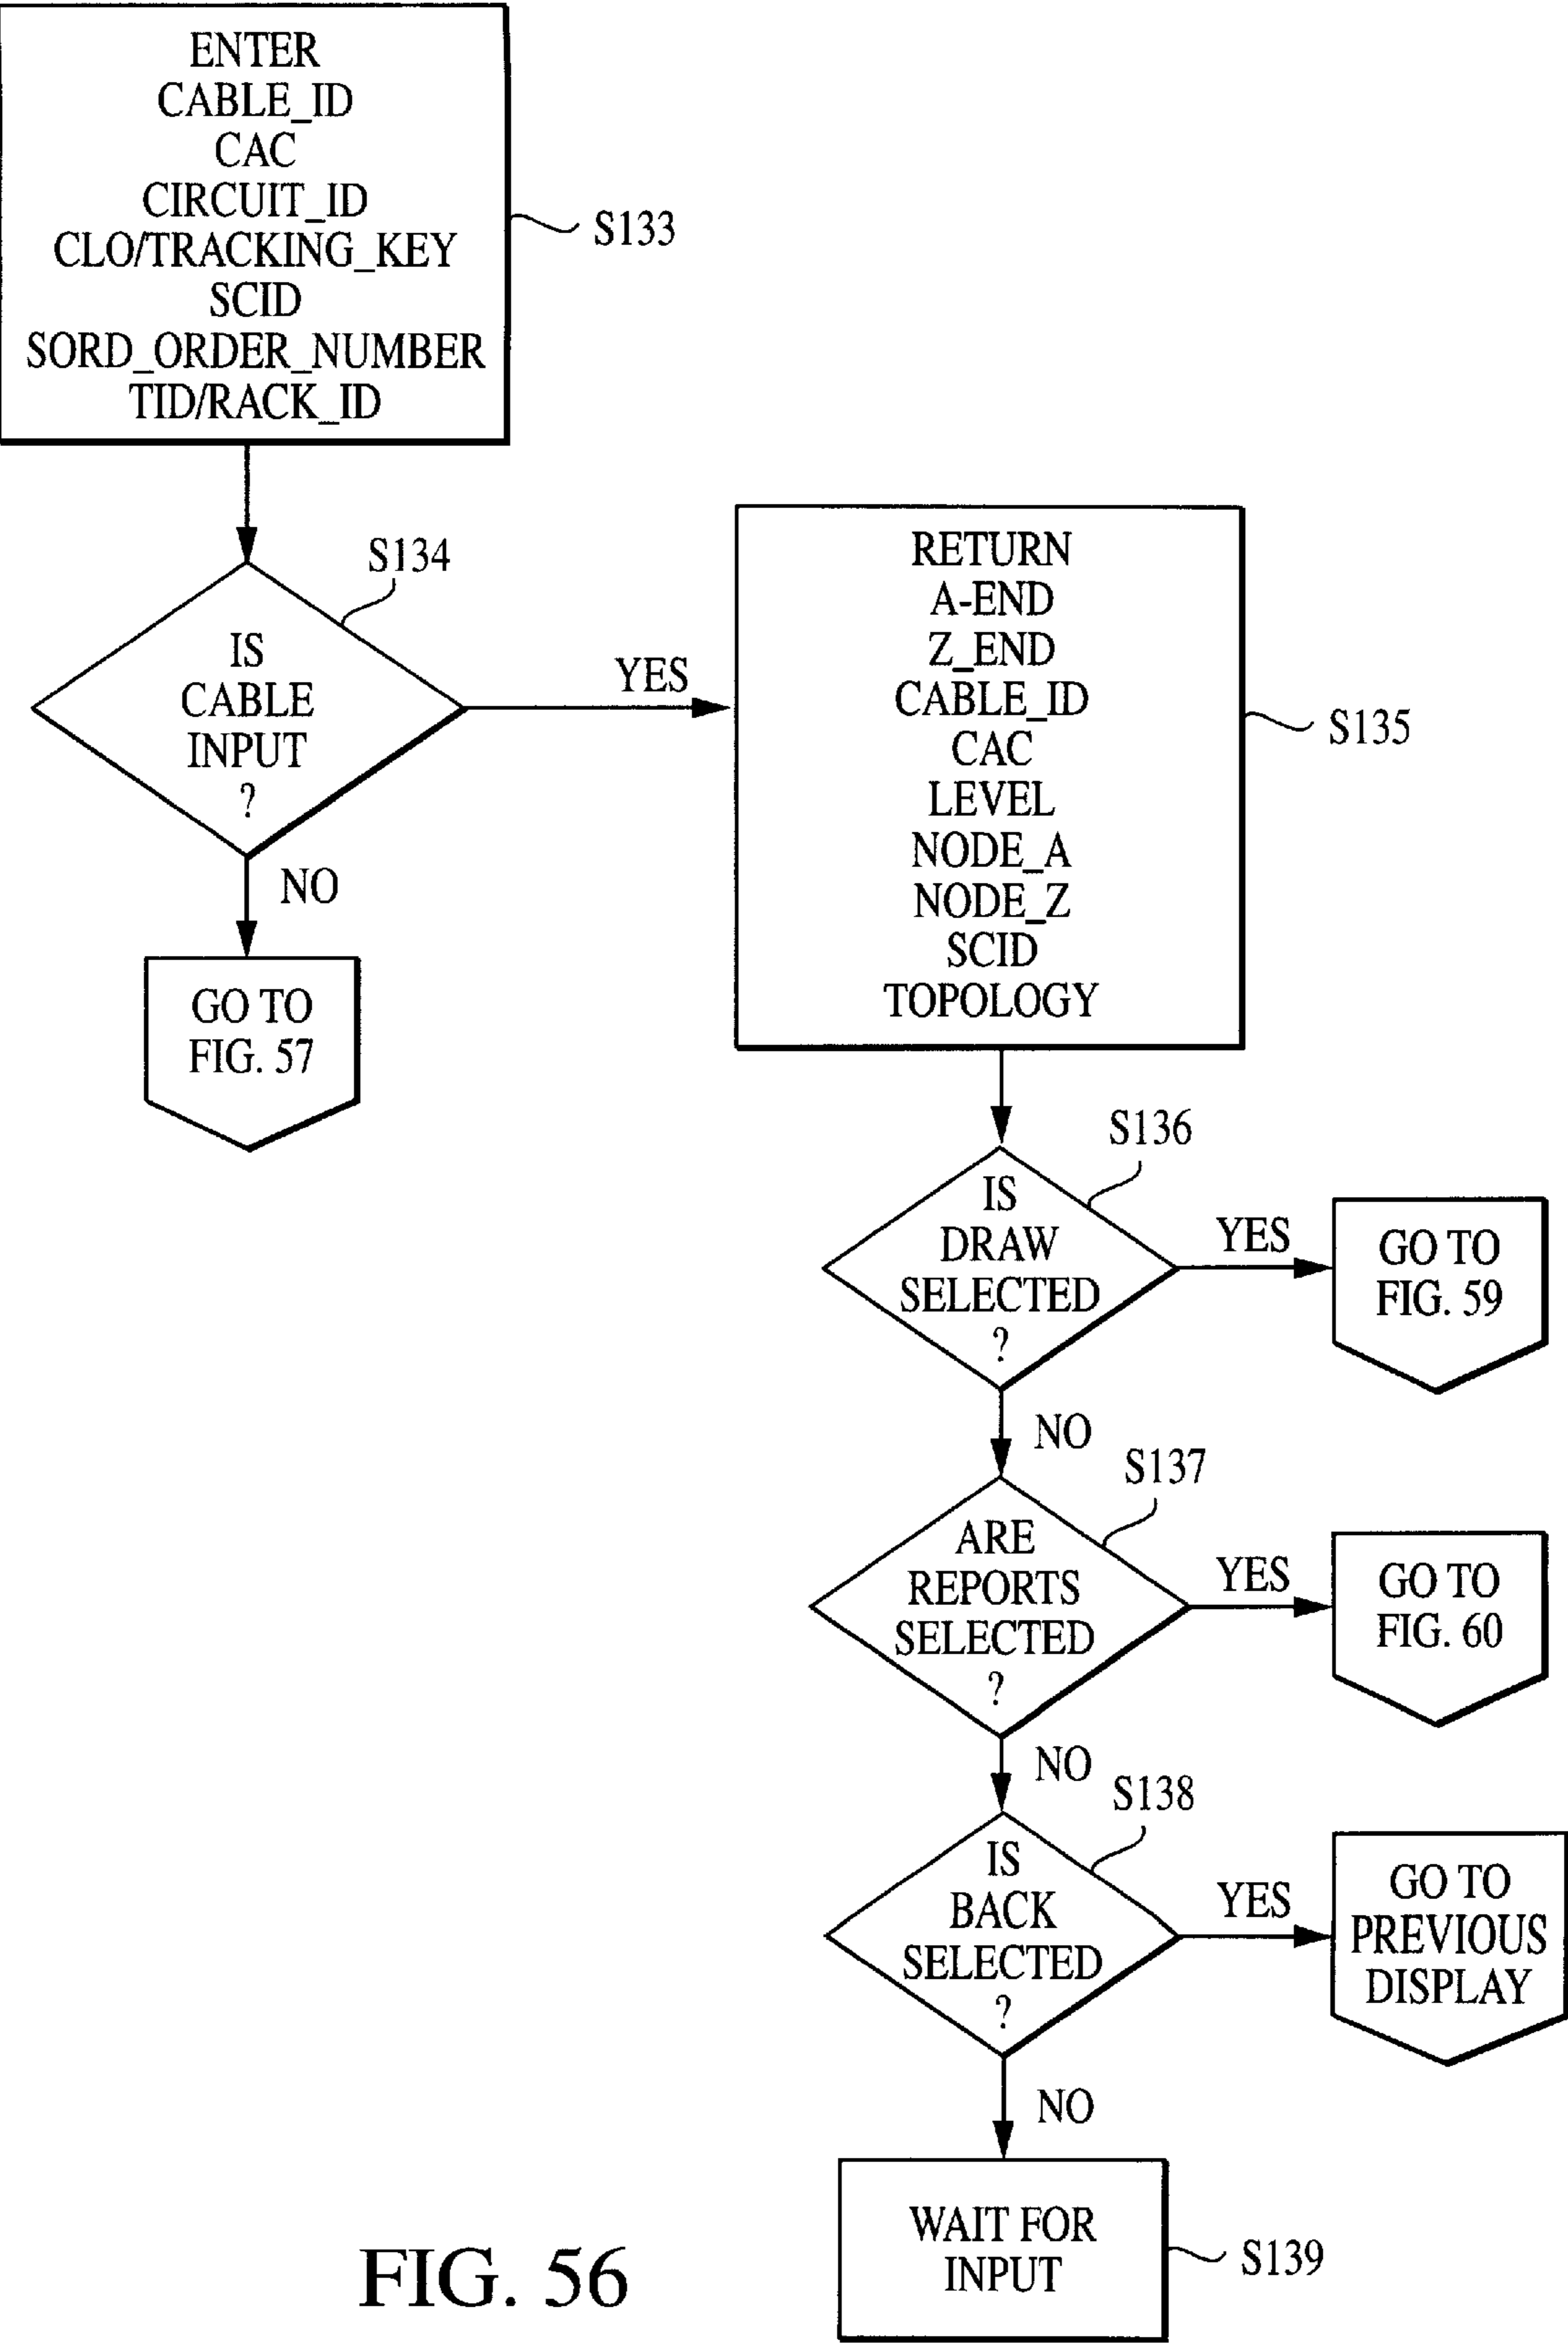 ENTER
CABLE_ID
CAC
CIRCUIT_ID
CLO/TRACKING_KEY
SCID
SORD_ORDER_NUMBER
TID/RACK_ID
S133
S134
IS
CABLE
INPUT
?
YES
NO
GO TO
FIG. 57
RETURN
A-END
Z_END
CABLE_ID
CAC
LEVEL
NODE_A
NODE_Z
SCID
TOPOLOGY
S135
S136
IS
DRAW
SELECTED
?
YES
GO TO
FIG. 59
NO
S137
ARE
REPORTS
SELECTED
?
YES
GO TO
FIG. 60
NO
S138
IS
BACK
SELECTED
?
YES
GO TO
PREVIOUS
DISPLAY
NO
WAIT FOR
INPUT
S139
FIG. 56